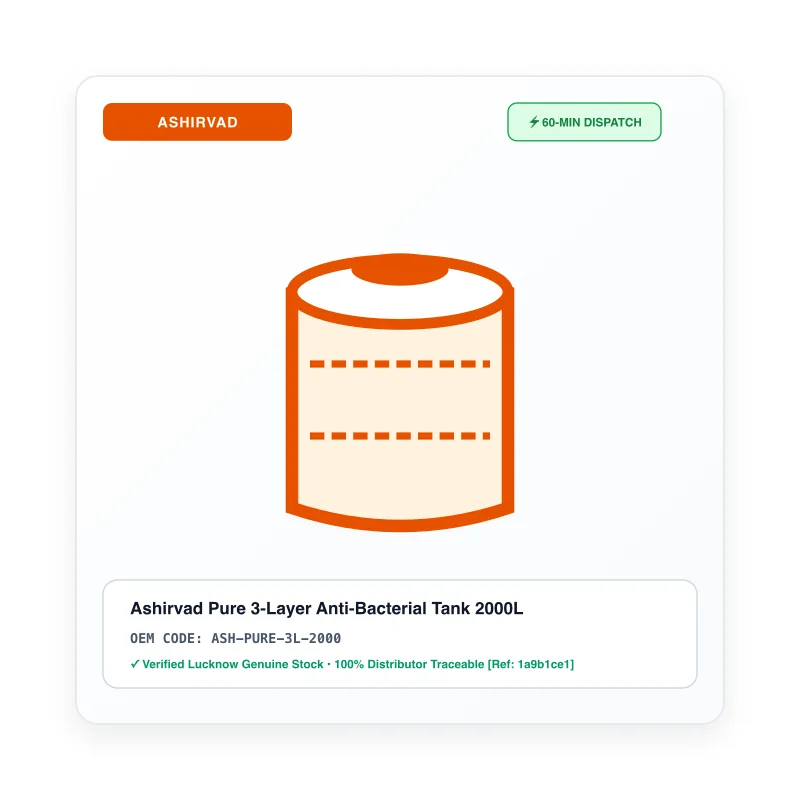 ASHIRVAD
⚡60-MIN DISPATCH
Ashirvad Pure 3-Layer Anti-Bacterial Tank 2000L
OEM CODE: ASH-PURE-3L-2000
✓ Verified Lucknow Genuine Stock · 100% Distributor Traceable [Ref: 1a9b1ce1]